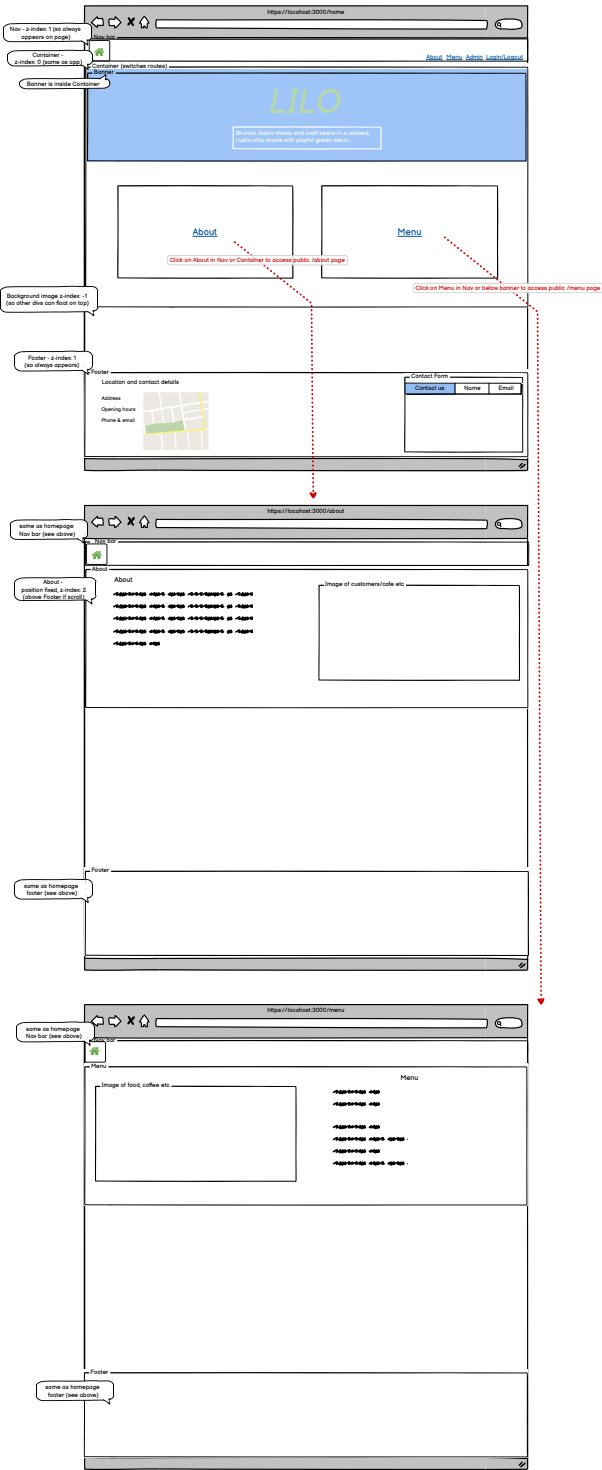 https://localhost:3000/home
Nav - z-index: 1 (so always
appears on page)
Nav bar
About Menu Admin Login/Logout
Container -
z-index: 0 (same as app)
Container (switches routes)
Banner
Banner is inside Container
LILO
Brunch, bistro meals and craft beers in a relaxed,
rustic-chic locale with playful green decor.
About
Menu
Click on About in Nav or Container to access public /about page
Click on Menu in Nav or below banner to access public /menu page
Background image z-index: -1
(so other divs can float on top)
Footer - z-index: 1
(so always appears)
Footer
Location and contact details
Address
Opening hours
Phone & email
Contact Form
Contact us Name Email
https://localhost:3000/about
same as homepage
Nav bar (see above)
Nav bar
About
About -
position fixed, z-index: 2
(above Footer if scroll)
About
Image of customers/cafe etc
Footer
same as homepage
footer (see above)
https://localhost:3000/menu
same as homepage
Nav bar (see above)
Nav bar
Menu
Image of food, coffee etc
Menu
Footer
same as homepage
footer (see above)